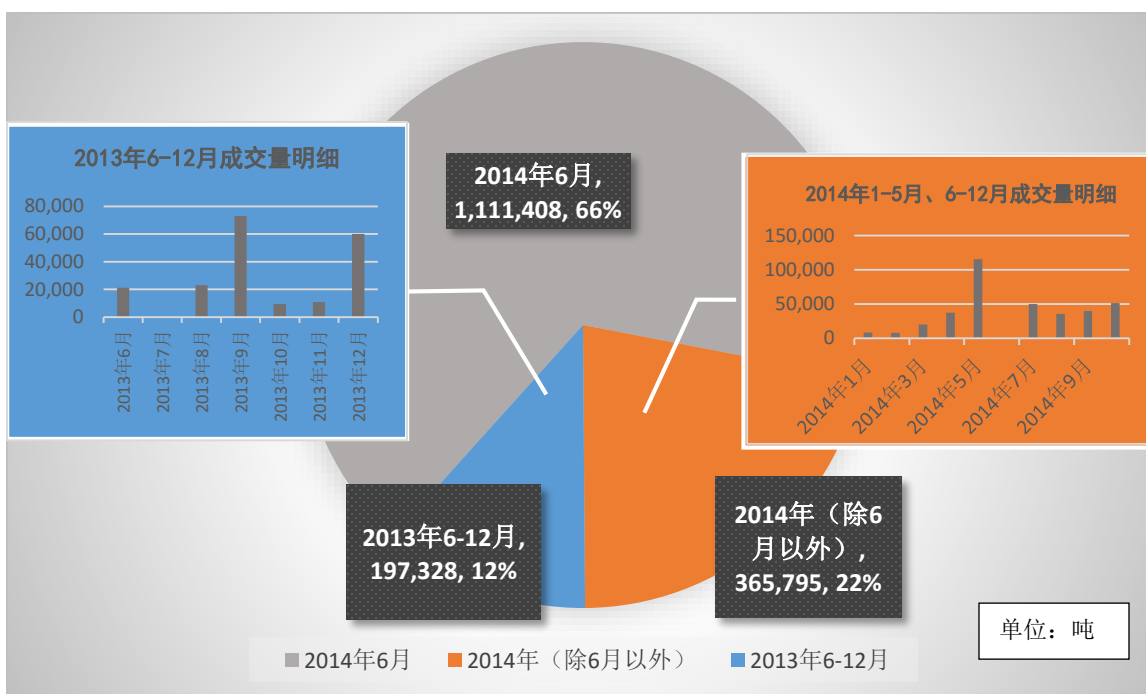 2013年6-12月成交量明细
80,000
60,000
40,000
20,000
0
2013年6月
2013年7月
2013年8月
2013年9月
2013年10月
2013年11月
2013年12月
2014年6月,
1,111,408, 66%
2014年1-5月、6-12月成交量明细
150,000
100,000
50,000
0
2014年1月
2014年3月
2014年5月
2014年7月
2014年9月
2013年6-12月,
197,328, 12%
2014年（除6
月以外）,
365,795, 22%
单位：吨
2014年6月
2014年（除6月以外）
2013年6-12月